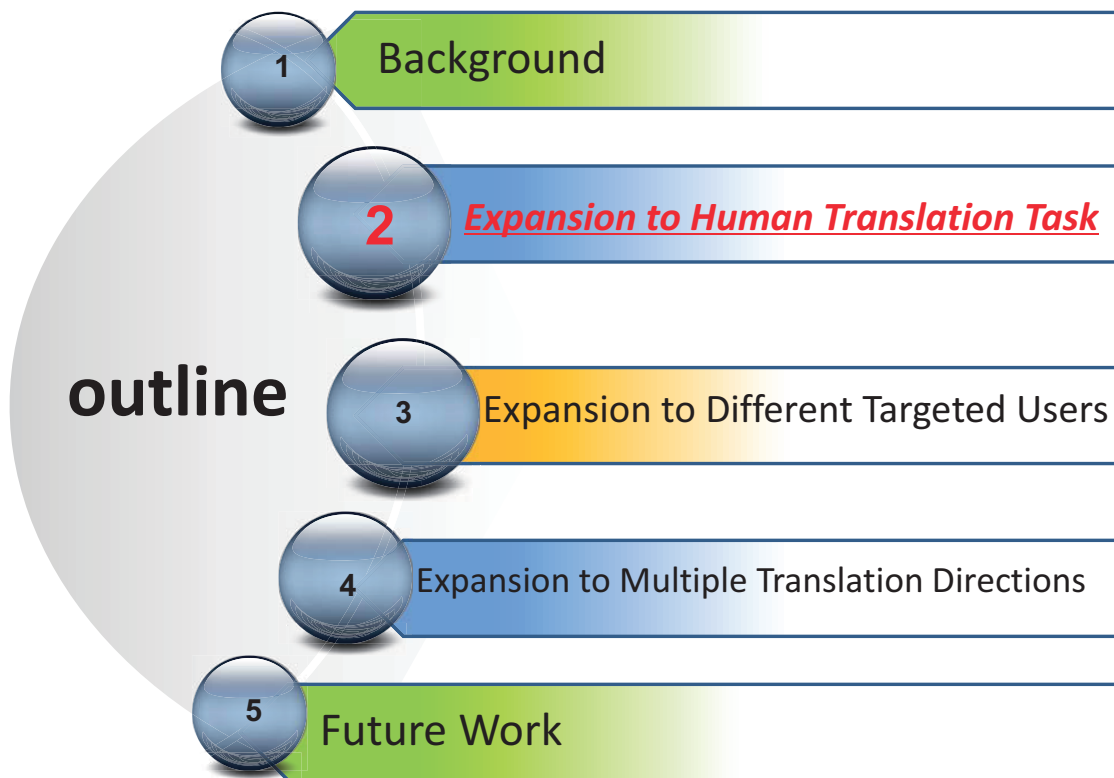 1 Background
2 Expansion to Human Translation Task
outline
3 Expansion to Different Targeted Users
4 Expansion to Multiple Translation Directions
5 Future Work